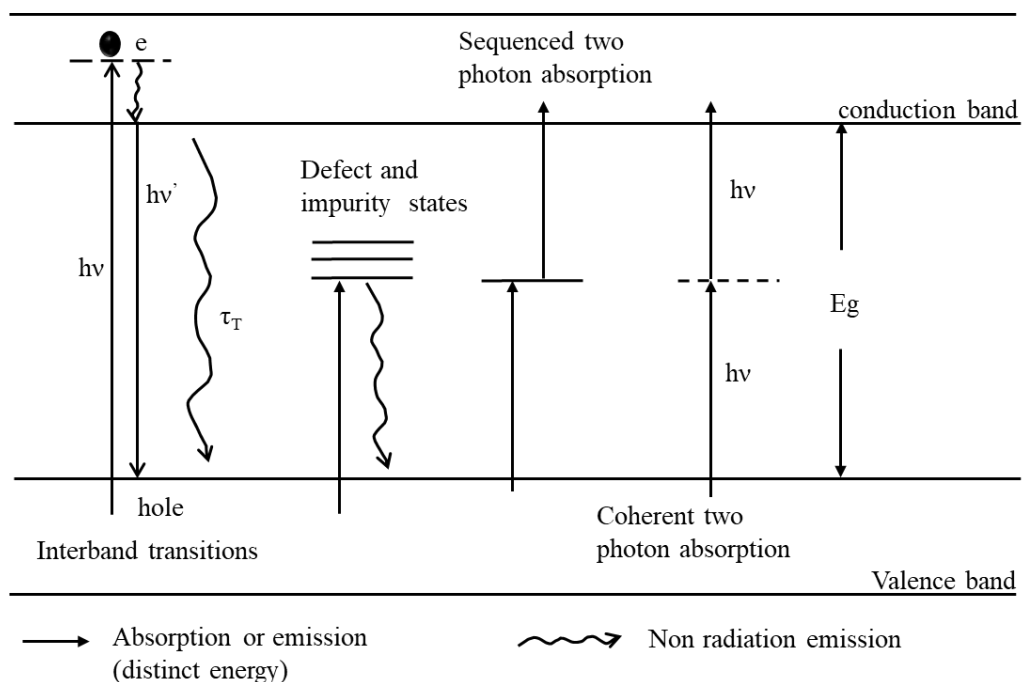 e
Sequenced two
photon absorption
conduction band
Defect and
impurity states
hν’
hν
hν
τT
Eg
hν
hole
Interband transitions
Coherent two
photon absorption
Valence band
Absorption or emission
(distinct energy)
Non radiation emission